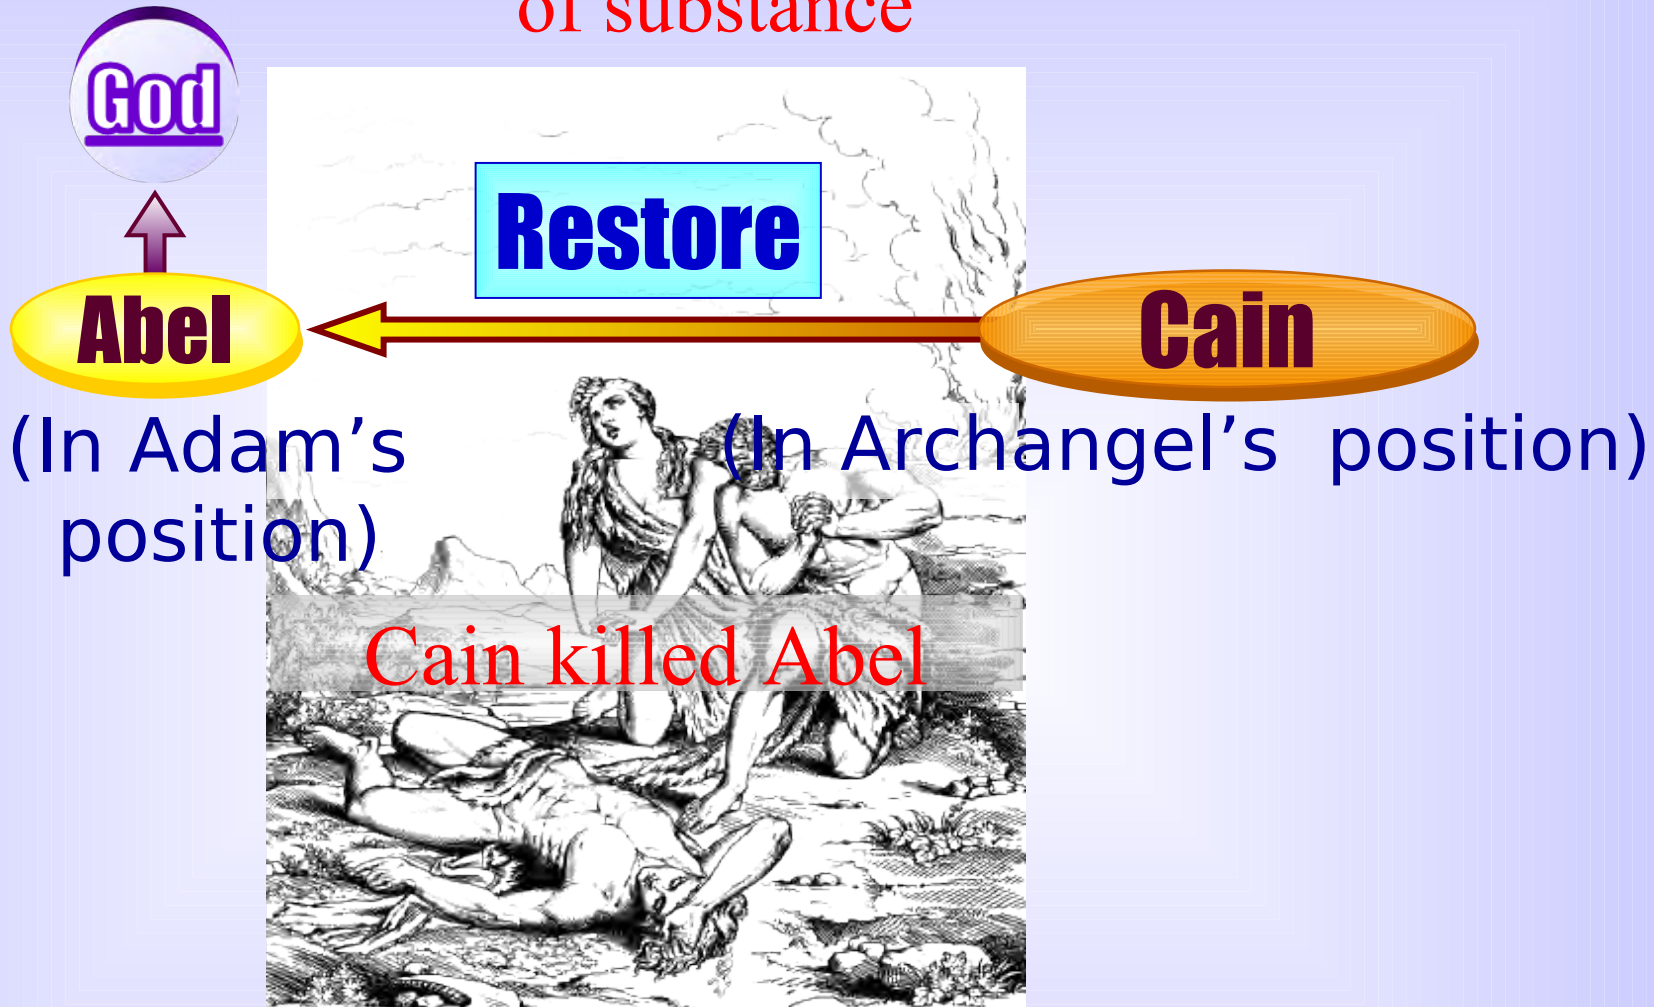 of substance
God
Restore
Abel
Cain
(In Adam’s
position)
(In Archangel’s position)
Cain killed Abel